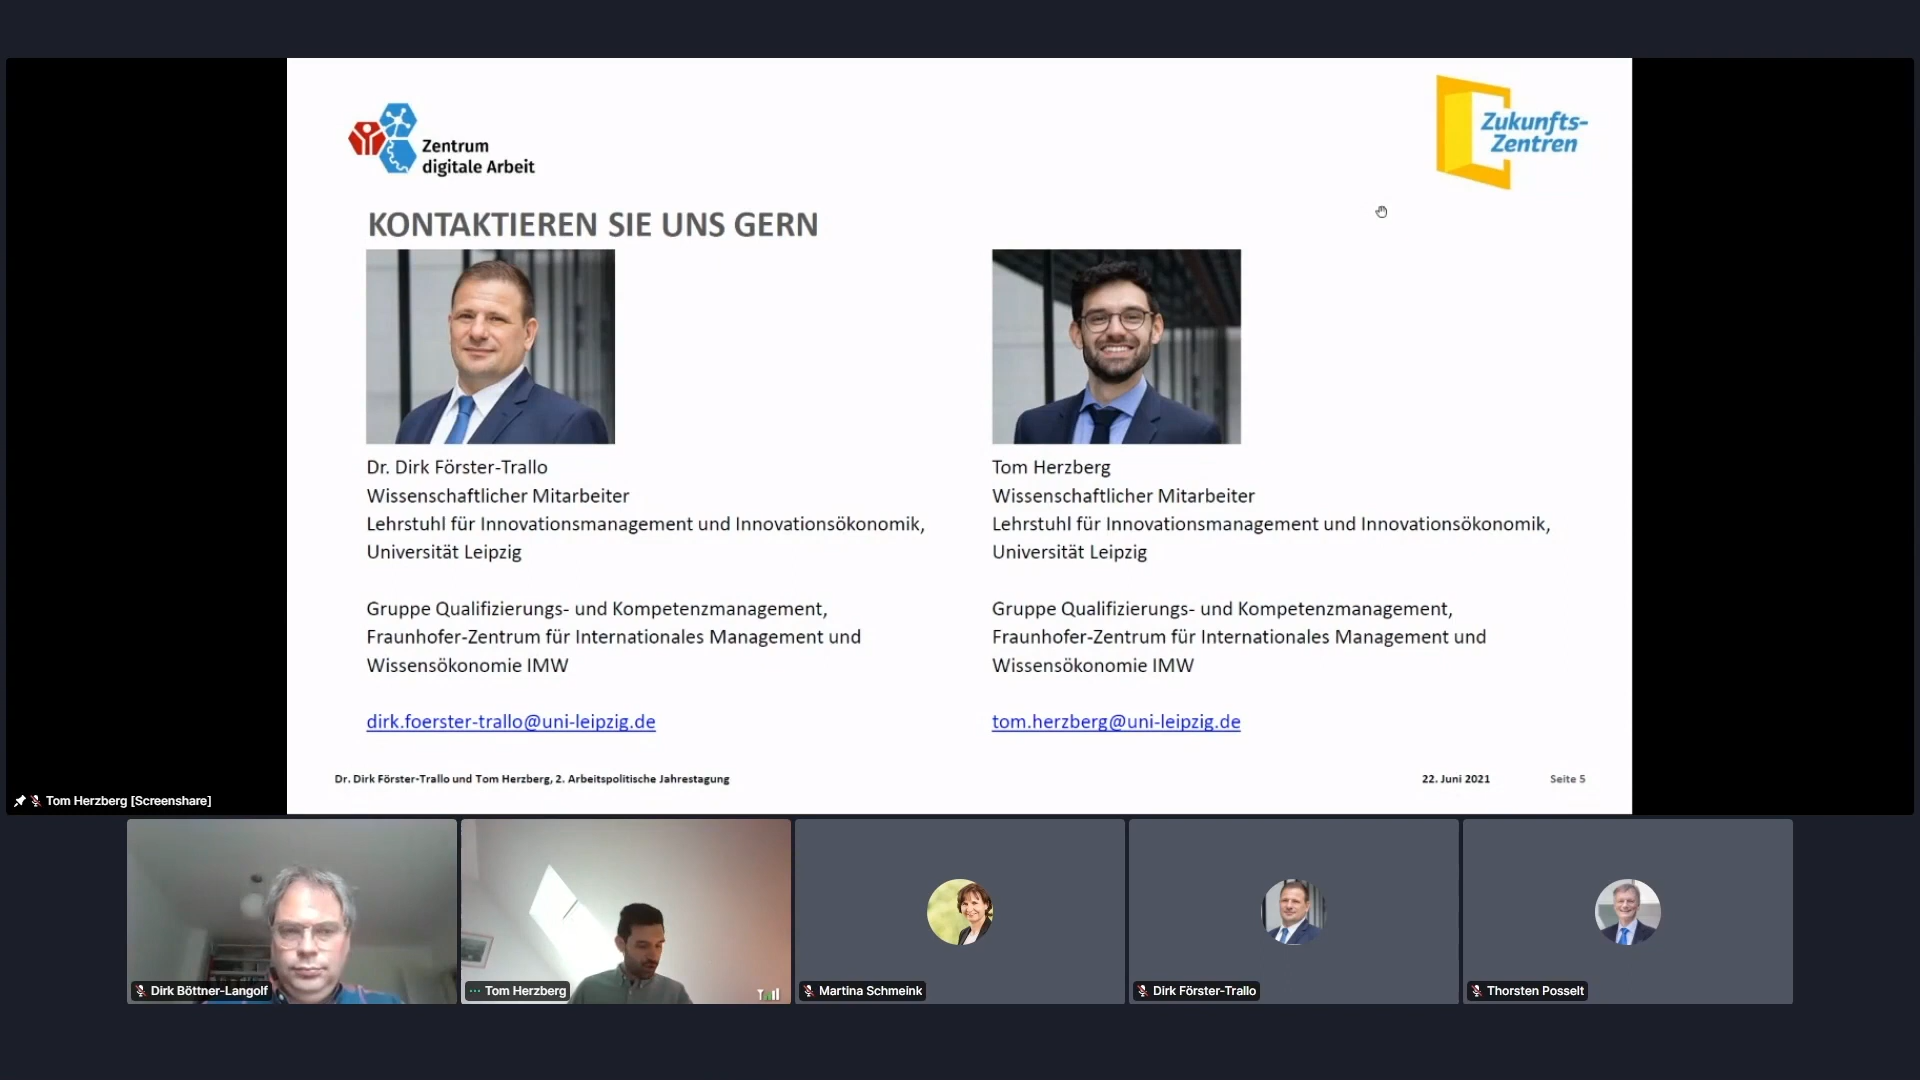 Zentrum
digitale Arbeit
Zukunfts-
Zentren
KONTAKTIEREN SIE UNS GERN
Dr. Dirk Förster-Trallo
Wissenschaftlicher Mitarbeiter
Lehrstuhl für Innovationsmanagement und Innovationsökonomik,
Universität Leipzig
Gruppe Qualifizierungs- und Kompetenzmanagement,
Fraunhofer-Zentrum für Internationales Management und
Wissensökonomie IMW
dirk.foerster-trallo@uni-leipzig.de
Tom Herzberg
Wissenschaftlicher Mitarbeiter
Lehrstuhl für Innovationsmanagement und Innovationsökonomik,
Universität Leipzig
Gruppe Qualifizierungs- und Kompetenzmanagement,
Fraunhofer-Zentrum für Internationales Management und
Wissensökonomie IMW
tom.herzberg@uni-leipzig.de
Dr. Dirk Förster-Trallo und Tom Herzberg, 2. Arbeitspolitische Jahrestagung
22. Juni 2021
Seite 5
Tom Herzberg [Screenshare]
Dirk Böttner-Langolf
Tom Herzberg
Martina Schmeink
Dirk Förster-Trallo
Thorsten Posselt